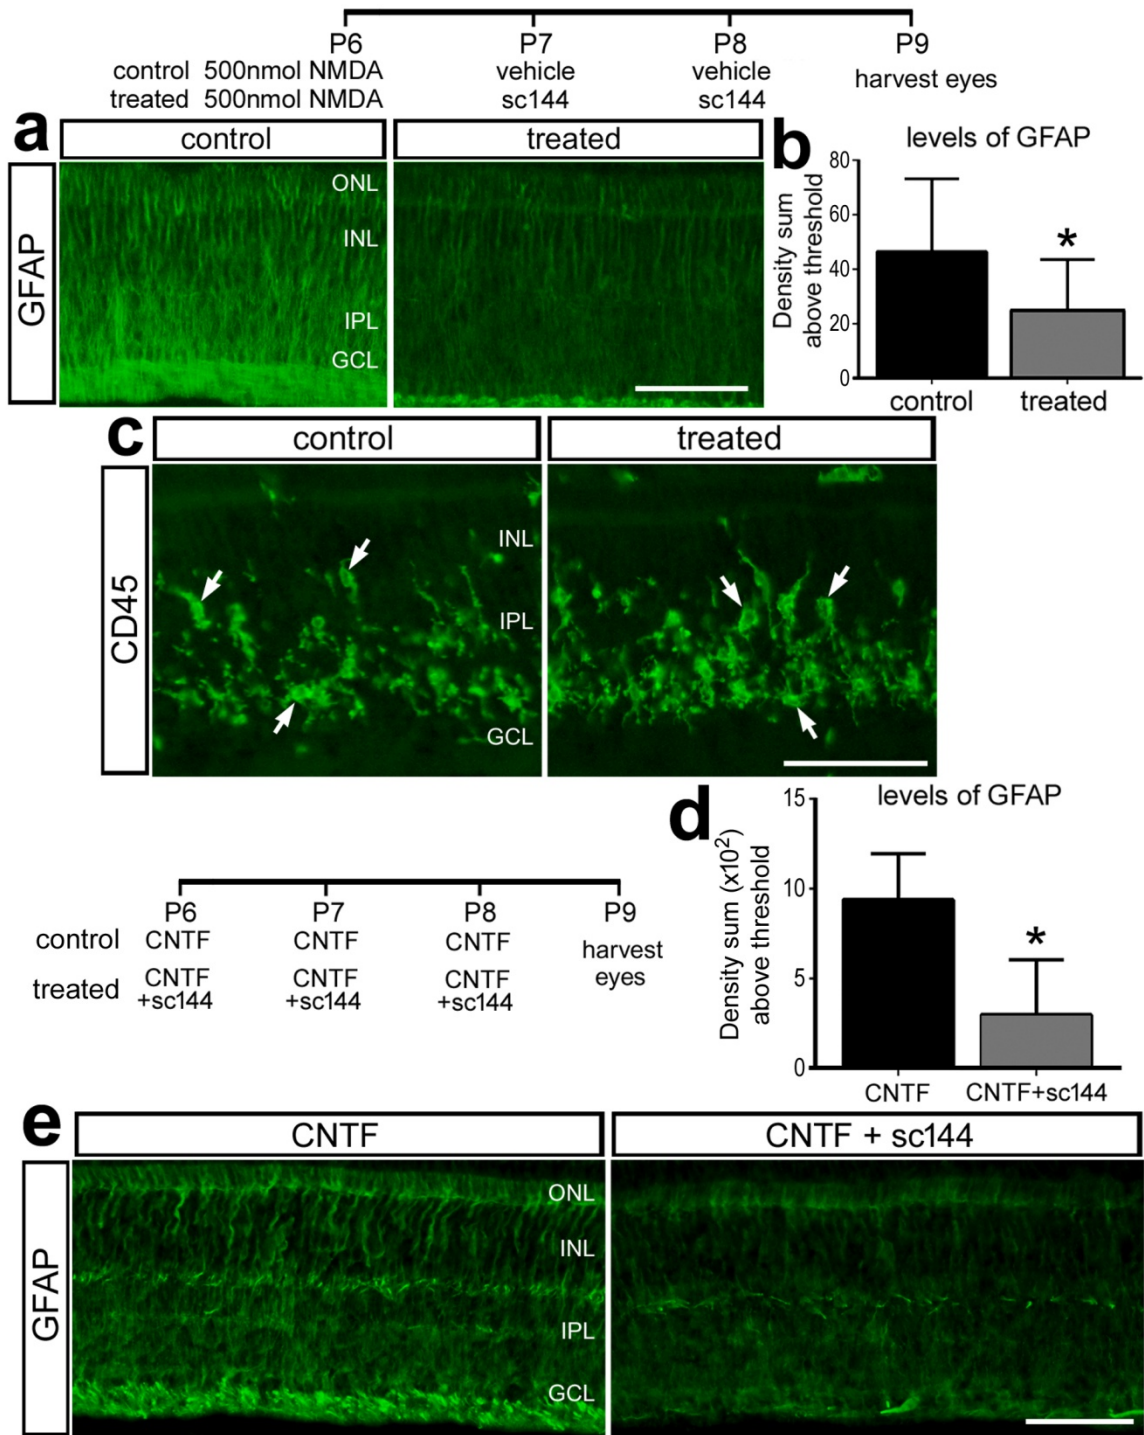 P6 P7 P8 P9
control 500nmol NMDA vehicle vehicle harvest eyes
treated 500nmol NMDA sc144 sc144
a control treated
GFAP
ONL
INL
IPL
GCL
b levels of GFAP
Density sum
above threshold
80
60
40
20
0
*
control treated
c control treated
CD45
INL
IPL
GCL
P6 P7 P8 P9
control CNTF CNTF CNTF harvest
eyes
treated CNTF CNTF CNTF
+sc144 +sc144 +sc144
d levels of GFAP
Density sum (x10²)
above threshold
15
10
5
0
*
CNTF CNTF+sc144
e CNTF CNTF + sc144
GFAP
ONL
INL
IPL
GCL